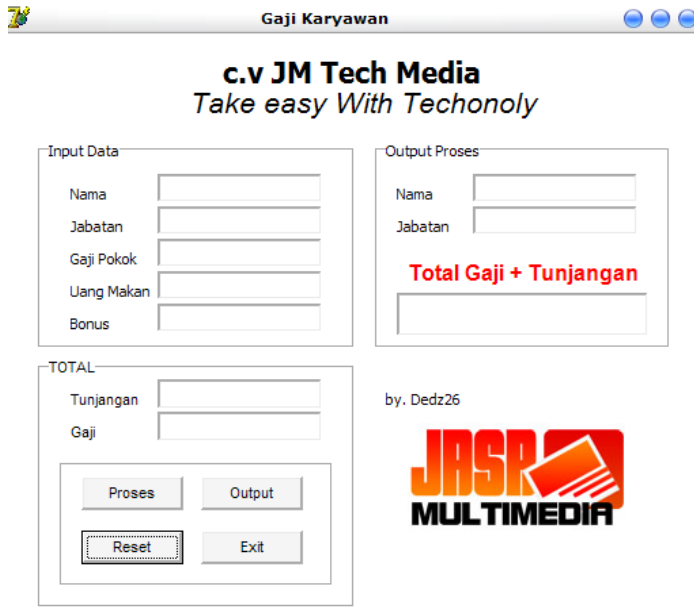 Gaji Karyawan
c.v JM Tech Media
Take easy With Techonoly
Input Data
Nama
Jabatan
Gaji Pokok
Uang Makan
Bonus
Output Proses
Nama
Jabatan
Total Gaji + Tunjangan
TOTAL
Tunjangan
Gaji
Proses
Output
Reset
Exit
by. Dedz26
JASP
MULTIMEDIA